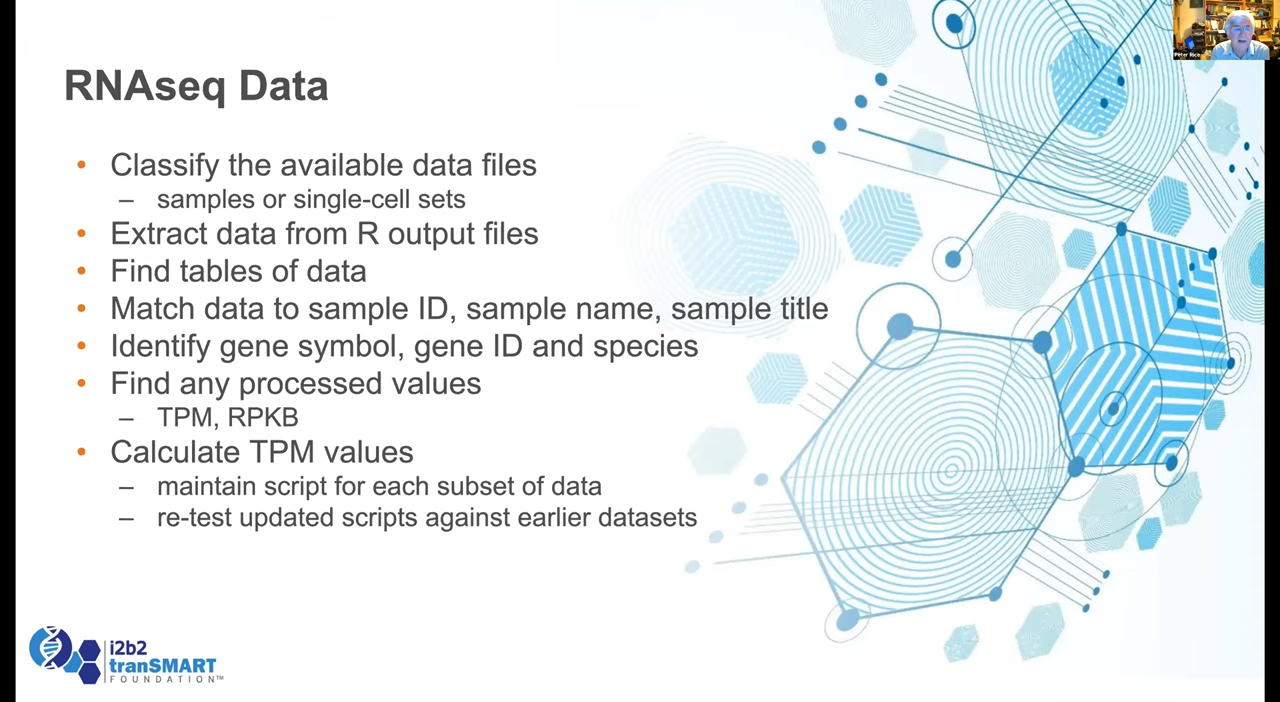 Peter Rice
RNAseq Data
• Classify the available data files
– samples or single-cell sets
• Extract data from R output files
• Find tables of data
• Match data to sample ID, sample name, sample title
• Identify gene symbol, gene ID and species
• Find any processed values
– TPM, RPKB
• Calculate TPM values
– maintain script for each subset of data
– re-test updated scripts against earlier datasets
i2b2
tranSMART
FOUNDATION™